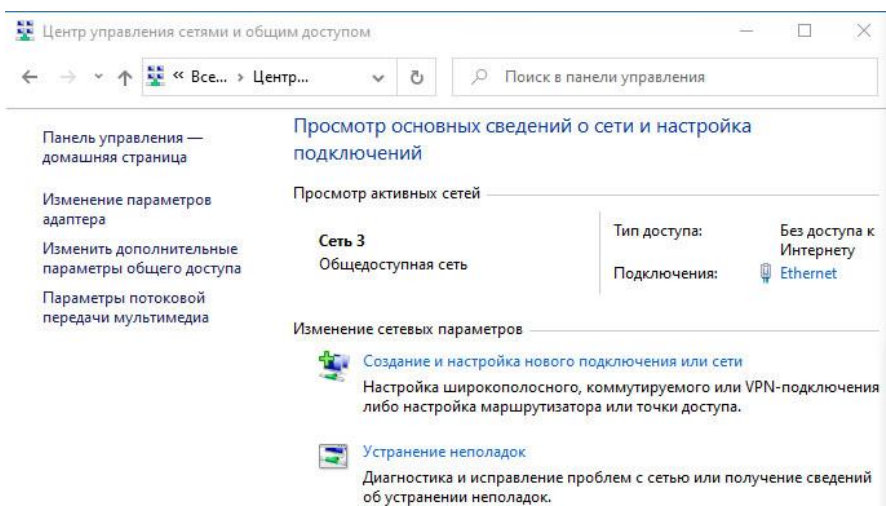 Центр управления сетями и общим доступом
« Все... › Центр...
Поиск в панели управления
Панель управления —
домашняя страница
Изменение параметров
адаптера
Изменить дополнительные
параметры общего доступа
Параметры потоковой
передачи мультимедиа
Просмотр основных сведений о сети и настройка
подключений
Просмотр активных сетей
Сеть 3
Общедоступная сеть
Тип доступа:
Без доступа к
Интернету
Подключения:
Ethernet
Изменение сетевых параметров
Создание и настройка нового подключения или сети
Настройка широкополосного, коммутируемого или VPN-подключения
либо настройка маршрутизатора или точки доступа.
Устранение неполадок
Диагностика и исправление проблем с сетью или получение сведений
об устранении неполадок.